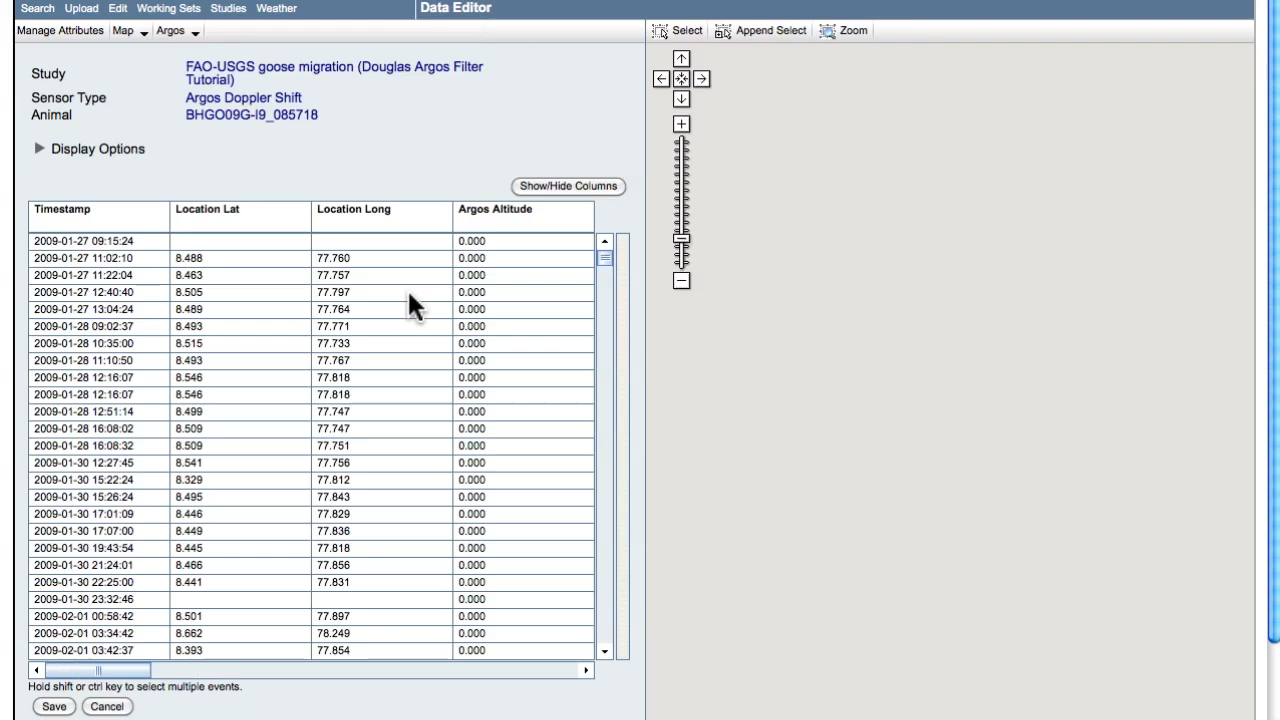 Search Upload Edit Working Sets Studies Weather Data Editor
Manage Attributes Map Argos Select Append Select Zoom
Study FAO-USGS goose migration (Douglas Argos Filter
Tutorial)
Sensor Type Argos Doppler Shift
Animal BHGO09G-I9_085718
Display Options
Show/Hide Columns
Timestamp Location Lat Location Long Argos Altitude
2009-01-27 09:15:24 0.000
2009-01-27 11:02:10 8.488 77.760 0.000
2009-01-27 11:22:04 8.463 77.757 0.000
2009-01-27 12:40:40 8.505 77.797 0.000
2009-01-27 13:04:24 8.489 77.764 0.000
2009-01-28 09:02:37 8.493 77.771 0.000
2009-01-28 10:35:00 8.515 77.733 0.000
2009-01-28 11:10:50 8.493 77.767 0.000
2009-01-28 12:16:07 8.546 77.818 0.000
2009-01-28 12:16:07 8.546 77.818 0.000
2009-01-28 12:51:14 8.499 77.747 0.000
2009-01-28 16:08:02 8.509 77.747 0.000
2009-01-28 16:08:32 8.509 77.751 0.000
2009-01-30 12:27:45 8.541 77.756 0.000
2009-01-30 15:22:24 8.329 77.812 0.000
2009-01-30 15:26:24 8.495 77.843 0.000
2009-01-30 17:01:09 8.446 77.829 0.000
2009-01-30 17:07:00 8.449 77.836 0.000
2009-01-30 19:43:54 8.445 77.818 0.000
2009-01-30 21:24:01 8.466 77.856 0.000
2009-01-30 22:25:00 8.441 77.831 0.000
2009-01-30 23:32:46 0.000
2009-02-01 00:58:42 8.501 77.897 0.000
2009-02-01 03:34:42 8.662 78.249 0.000
2009-02-01 03:42:37 8.393 77.854 0.000
Hold shift or ctrl key to select multiple events.
Save Cancel